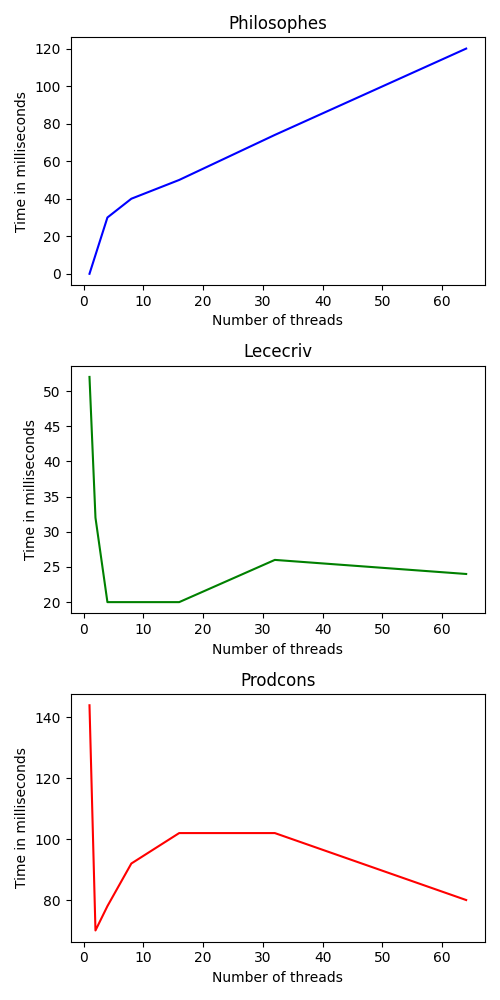 Philosophes
120
100
80
60
40
20
0
Time in milliseconds
0 10 20 30 40 50 60
Number of threads
Lececriv
50
45
40
35
30
25
20
Time in milliseconds
0 10 20 30 40 50 60
Number of threads
Prodcons
140
120
100
80
Time in milliseconds
0 10 20 30 40 50 60
Number of threads